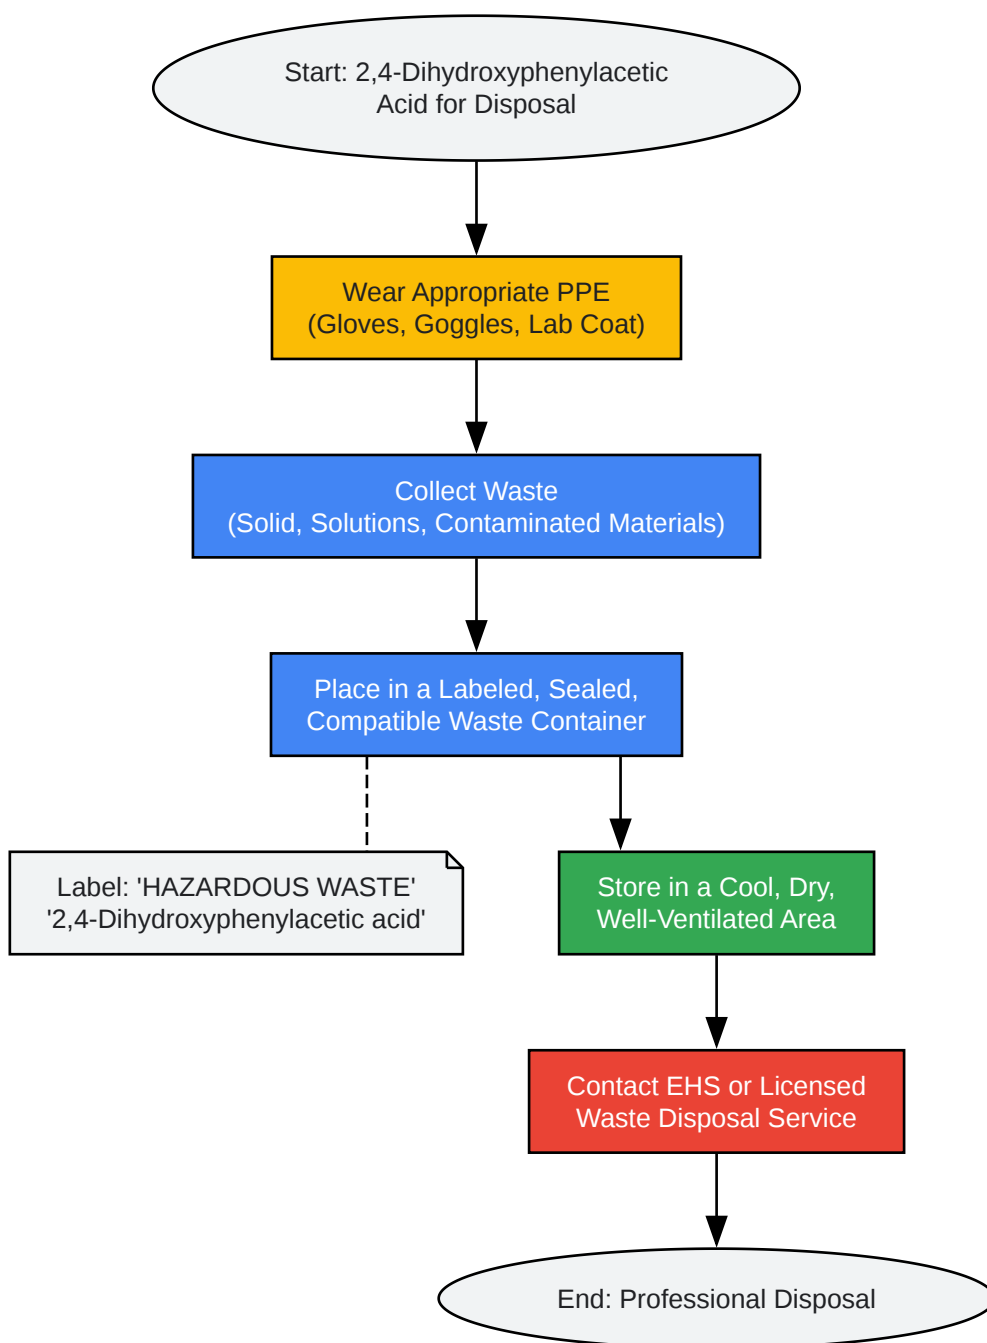 Start: 2,4-Dihydroxyphenylacetic
Acid for Disposal
Wear Appropriate PPE
(Gloves, Goggles, Lab Coat)
Collect Waste
(Solid, Solutions, Contaminated Materials)
Place in a Labeled, Sealed,
Compatible Waste Container
Label: 'HAZARDOUS WASTE'
'2,4-Dihydroxyphenylacetic acid'
Store in a Cool, Dry,
Well-Ventilated Area
Contact EHS or Licensed
Waste Disposal Service
End: Professional Disposal